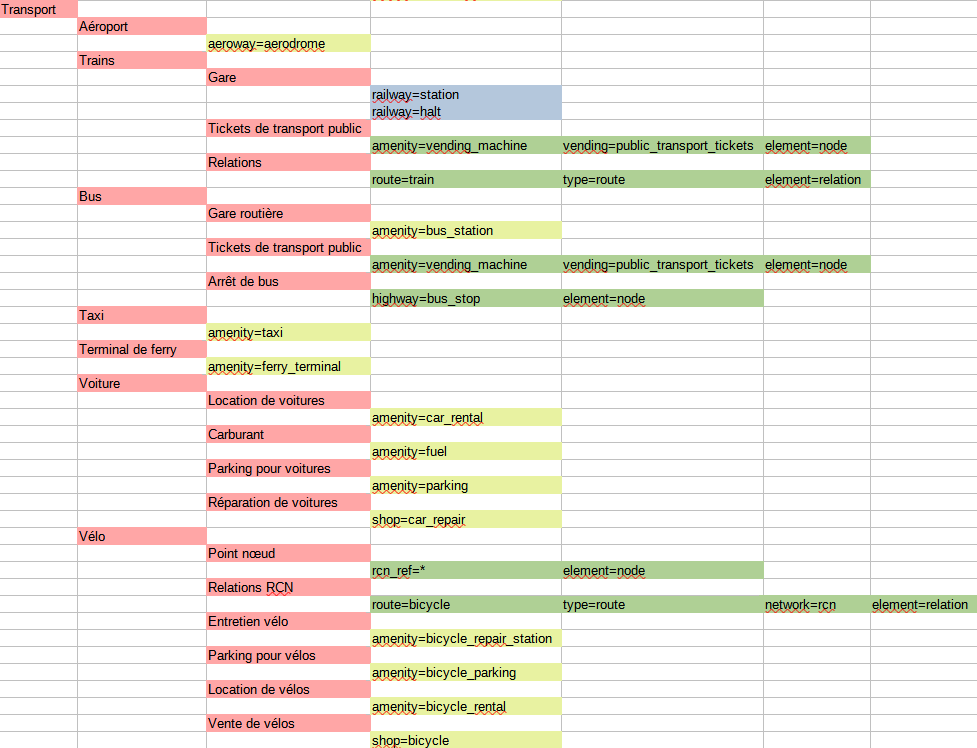 Transport
Aéroport
aeroway=aerodrome
Trains
Gare
railway=station
railway=halt
Tickets de transport public
amenity=vending_machine vending=public_transport_tickets element=node
Relations
route=train type=route element=relation
Bus
Gare routière
amenity=bus_station
Tickets de transport public
amenity=vending_machine vending=public_transport_tickets element=node
Arrêt de bus
highway=bus_stop element=node
Taxi
amenity=taxi
Terminal de ferry
amenity=ferry_terminal
Voiture
Location de voitures
amenity=car_rental
Carburant
amenity=fuel
Parking pour voitures
amenity=parking
Réparation de voitures
shop=car_repair
Vélo
Point nœud
rcn_ref=* element=node
Relations RCN
route=bicycle type=route network=rcn element=relation
Entretien vélo
amenity=bicycle_repair_station
Parking pour vélos
amenity=bicycle_parking
Location de vélos
amenity=bicycle_rental
Vente de vélos
shop=bicycle